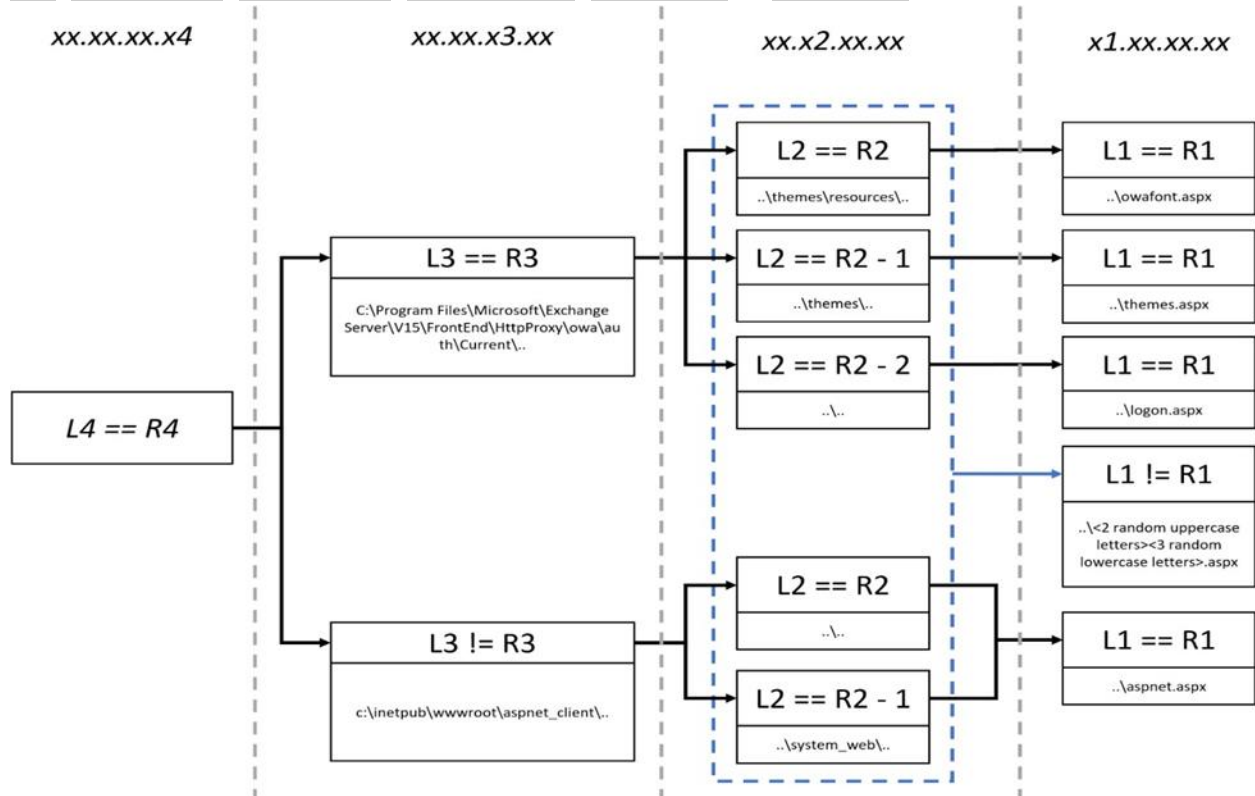 xx.xx.xx.x4
xx.xx.x3.xx
xx.x2.xx.xx
x1.xx.xx.xx
L4 == R4
L3 == R3
C:\Program Files\Microsoft\Exchange
Server\V15\FrontEnd\HttpProxy\owa\au
th\Current\..
L3 != R3
c:\inetpub\wwwroot\aspnet_client\..
L2 == R2
..\themes\resources\..
L2 == R2 - 1
..\themes\..
L2 == R2 - 2
..\..
L2 == R2
..\..
L2 == R2 - 1
..\system_web\..
L1 == R1
..\owafont.aspx
L1 == R1
..\themes.aspx
L1 == R1
..\logon.aspx
L1 != R1
..\<2 random uppercase
letters><3 random
lowercase letters>.aspx
L1 == R1
..\aspnet.aspx